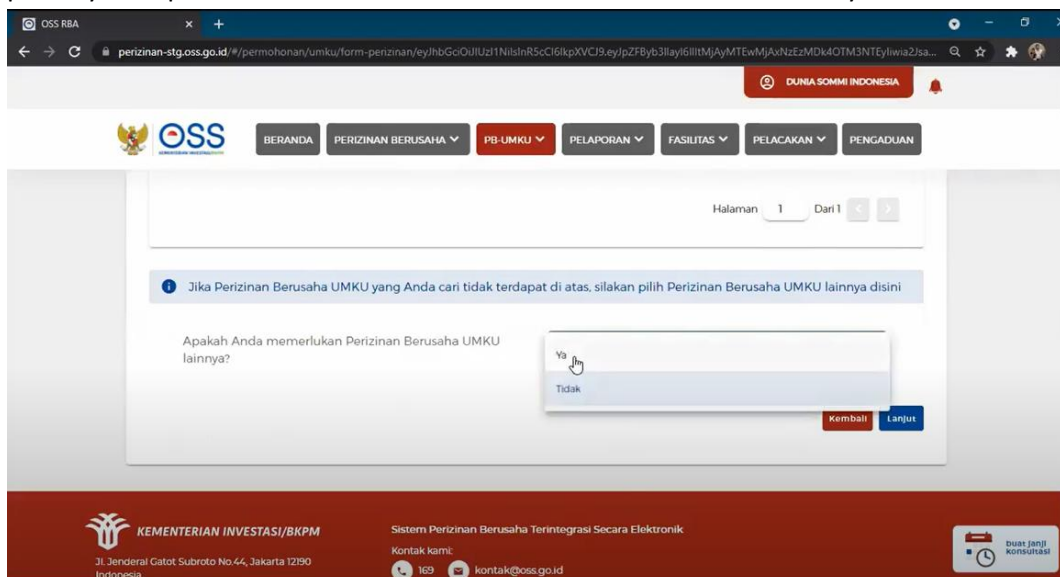 OSS RBA
perizinan-stg.oss.go.id/#/permohonan/umku/form-perizinan/
DUNIA SOMMI INDONESIA
OSS
BERANDA
PERIZINAN BERUSAHA
PB-UMKU
PELAPORAN
FASILITAS
PELACAKAN
PENGADUAN
Halaman 1 Dari 1
Jika Perizinan Berusaha UMKU yang Anda cari tidak terdapat di atas, silakan pilih Perizinan Berusaha UMKU lainnya disini
Apakah Anda memerlukan Perizinan Berusaha UMKU
lainnya?
Ya
Tidak
Kembali
Lanjut
KEMENTERIAN INVESTASI/BKPM
Jl. Jenderal Gatot Subroto No.44, Jakarta 12190
Indonesia
Sistem Perizinan Berusaha Terintegrasi Secara Elektronik
Kontak kami:
169 kontak@oss.go.id
buat janji
konsultasi